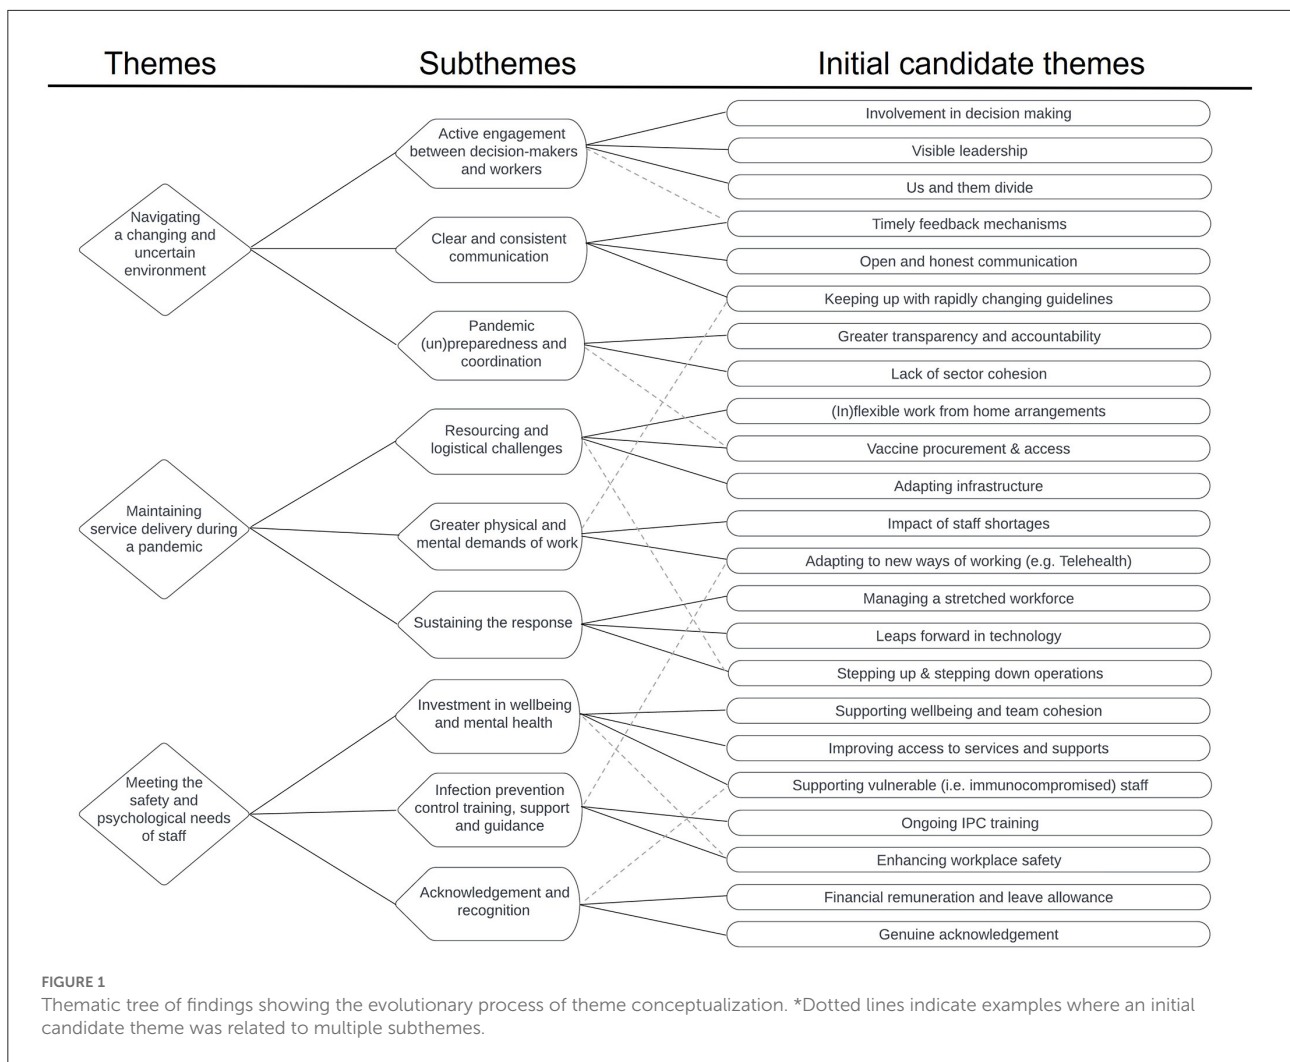 Themes
Subthemes
Initial candidate themes
Navigating
a changing and
uncertain
environment
Active engagement
between decision-makers
and workers
Clear and consistent
communication
Pandemic
(un)preparedness and
coordination
Maintaining
service delivery during
a pandemic
Resourcing and
logistical challenges
Greater physical and
mental demands of work
Sustaining the response
Meeting the
safety and
psychological needs
of staff
Investment in wellbeing
and mental health
Infection prevention
control training, support
and guidance
Acknowledgement and
recognition
Involvement in decision making
Visible leadership
Us and them divide
Timely feedback mechanisms
Open and honest communication
Keeping up with rapidly changing guidelines
Greater transparency and accountability
Lack of sector cohesion
(In)flexible work from home arrangements
Vaccine procurement & access
Adapting infrastructure
Impact of staff shortages
Adapting to new ways of working (e.g. Telehealth)
Managing a stretched workforce
Leaps forward in technology
Stepping up & stepping down operations
Supporting wellbeing and team cohesion
Improving access to services and supports
Supporting vulnerable (i.e. immunocompromised) staff
Ongoing IPC training
Enhancing workplace safety
Financial remuneration and leave allowance
Genuine acknowledgement
FIGURE 1
Thematic tree of findings showing the evolutionary process of theme conceptualization. *Dotted lines indicate examples where an initial
candidate theme was related to multiple subthemes.